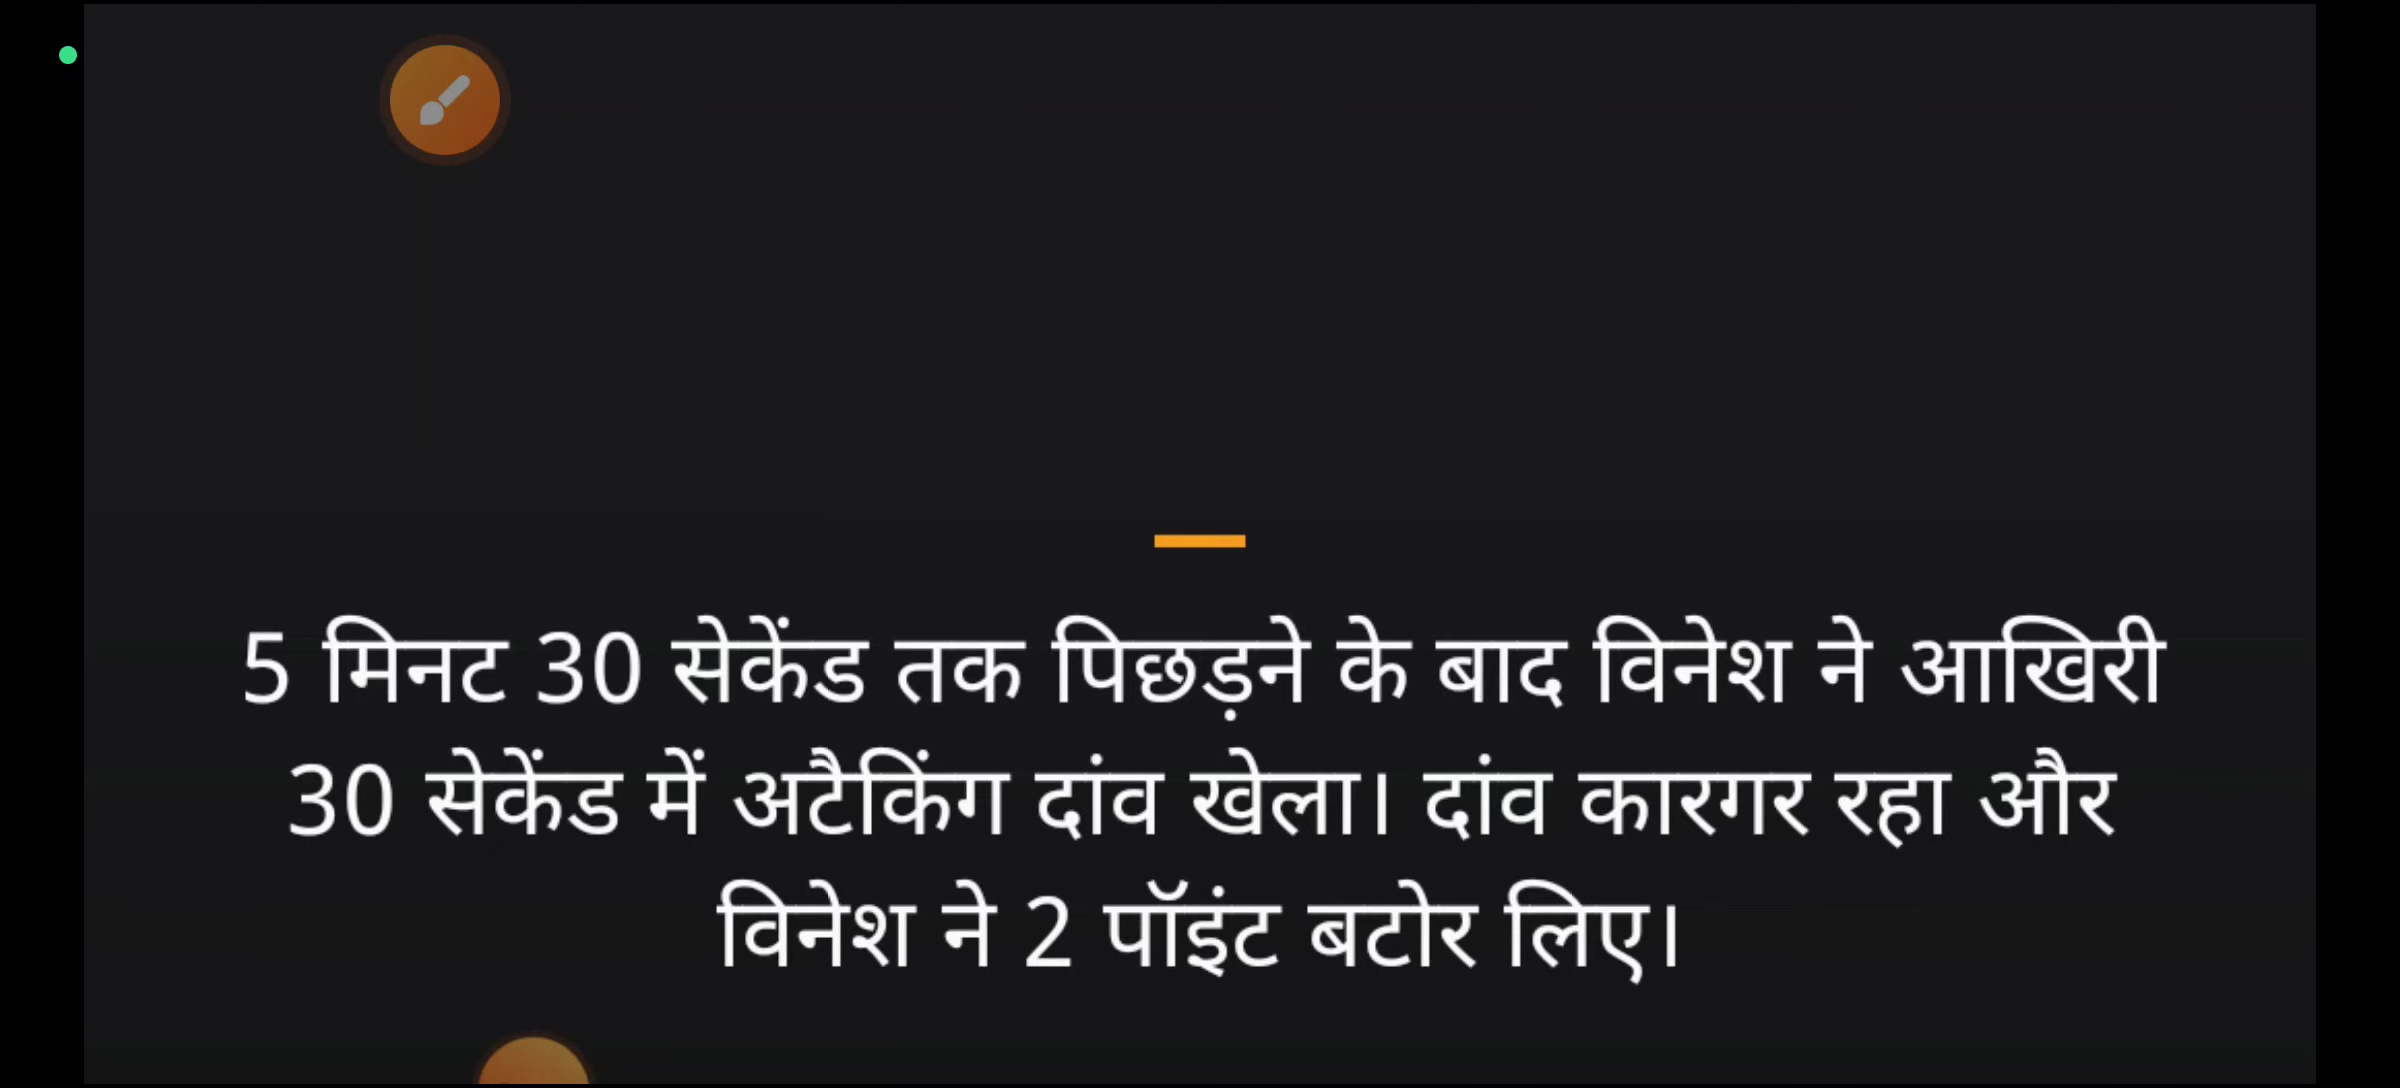 5 मिनट 30 सेकेंड तक पिछड़ने के बाद विनेश ने आखिरी
30 सेकेंड में अटैकिंग दांव खेला। दांव कारगर रहा और
विनेश ने 2 पॉइंट बटोर लिए।